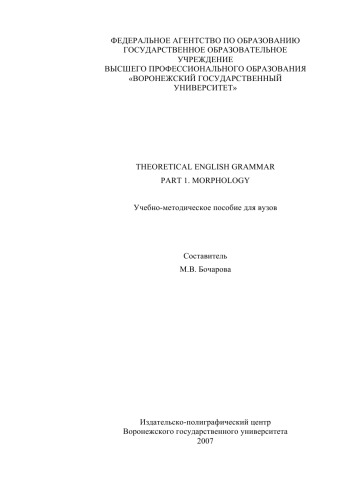 ФЕДЕРАЛЬНОЕ АГЕНТСТВО ПО ОБРАЗОВАНИЮ
ГОСУДАРСТВЕННОЕ ОБРАЗОВАТЕЛЬНОЕ
УЧРЕЖДЕНИЕ
ВЫСШЕГО ПРОФЕССИОНАЛЬНОГО ОБРАЗОВАНИЯ
«ВОРОНЕЖСКИЙ ГОСУДАРСТВЕННЫЙ
УНИВЕРСИТЕТ»
THEORETICAL ENGLISH GRAMMAR
PART 1. MORPHOLOGY
Учебно-методическое пособие для вузов
Составитель
М.В. Бочарова
Издательско-полиграфический центр
Воронежского государственного университета
2007